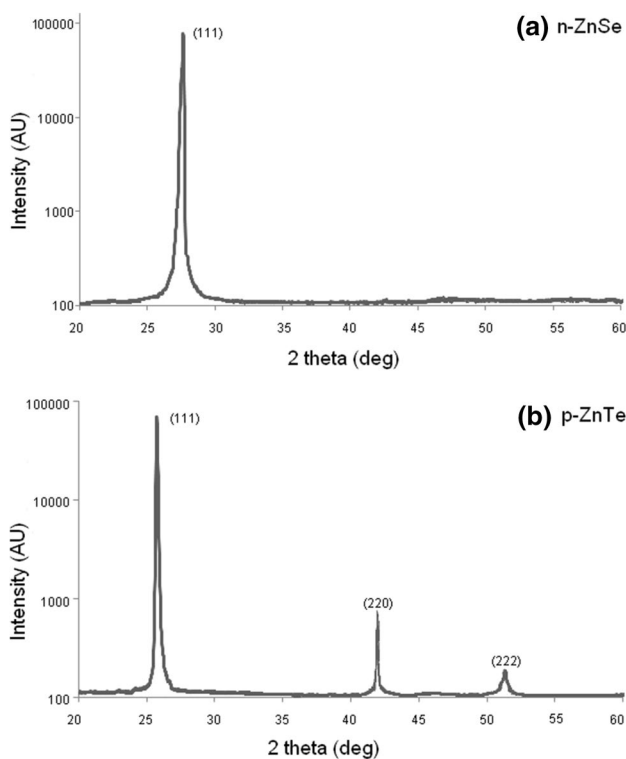 (a) n-ZnSe
100000
10000
1000
100
Intensity (AU)
(111)
20 25 30 35 40 45 50 55 60
2 theta (deg)
(b) p-ZnTe
100000
10000
1000
100
Intensity (AU)
(111)
(220)
(222)
20 25 30 35 40 45 50 55 60
2 theta (deg)